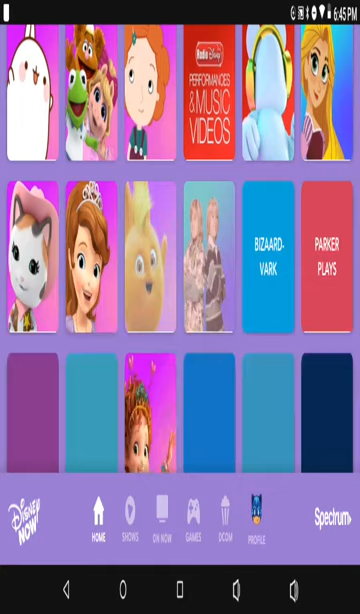 6:45 PM
Radio Disney
PERFORMANCES
& MUSIC
VIDEOS
BIZAARD-
VARK
PARKER
PLAYS
DISNEY
NOW
HOME
SHOWS
ON NOW
GAMES
DCOM
PROFILE
Spectrum